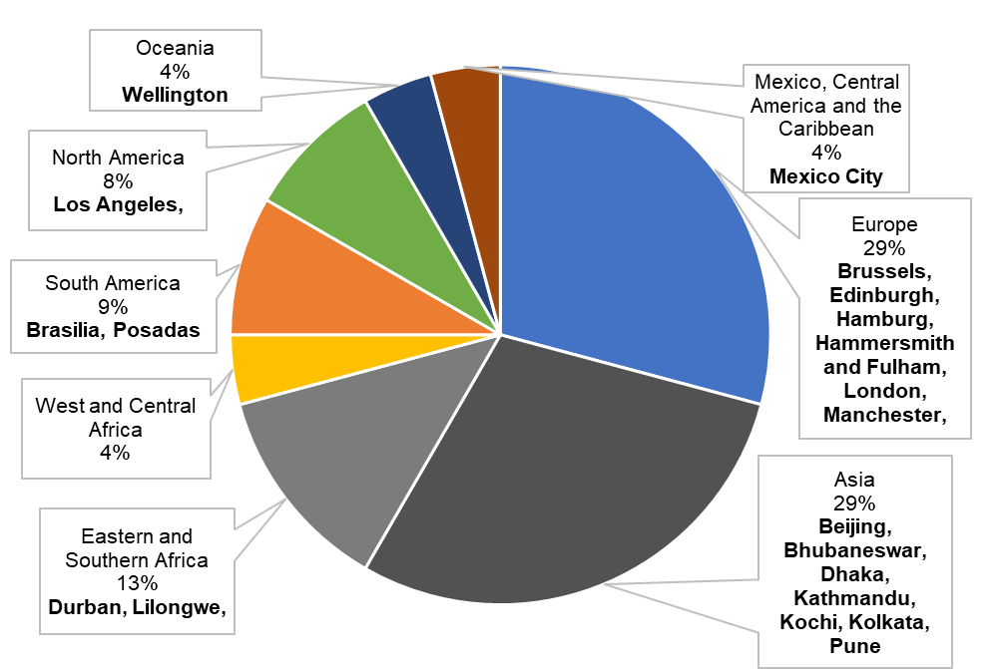 Oceania
4%
Wellington
Mexico, Central
America and the
Caribbean
4%
Mexico City
North America
8%
Los Angeles,
Europe
29%
Brussels,
Edinburgh,
Hamburg,
Hammersmith
and Fulham,
London,
Manchester,
South America
9%
Brasilia, Posadas
West and Central
Africa
4%
Asia
29%
Beijing,
Bhubaneswar,
Dhaka,
Kathmandu,
Kochi, Kolkata,
Pune
Eastern and
Southern Africa
13%
Durban, Lilongwe,